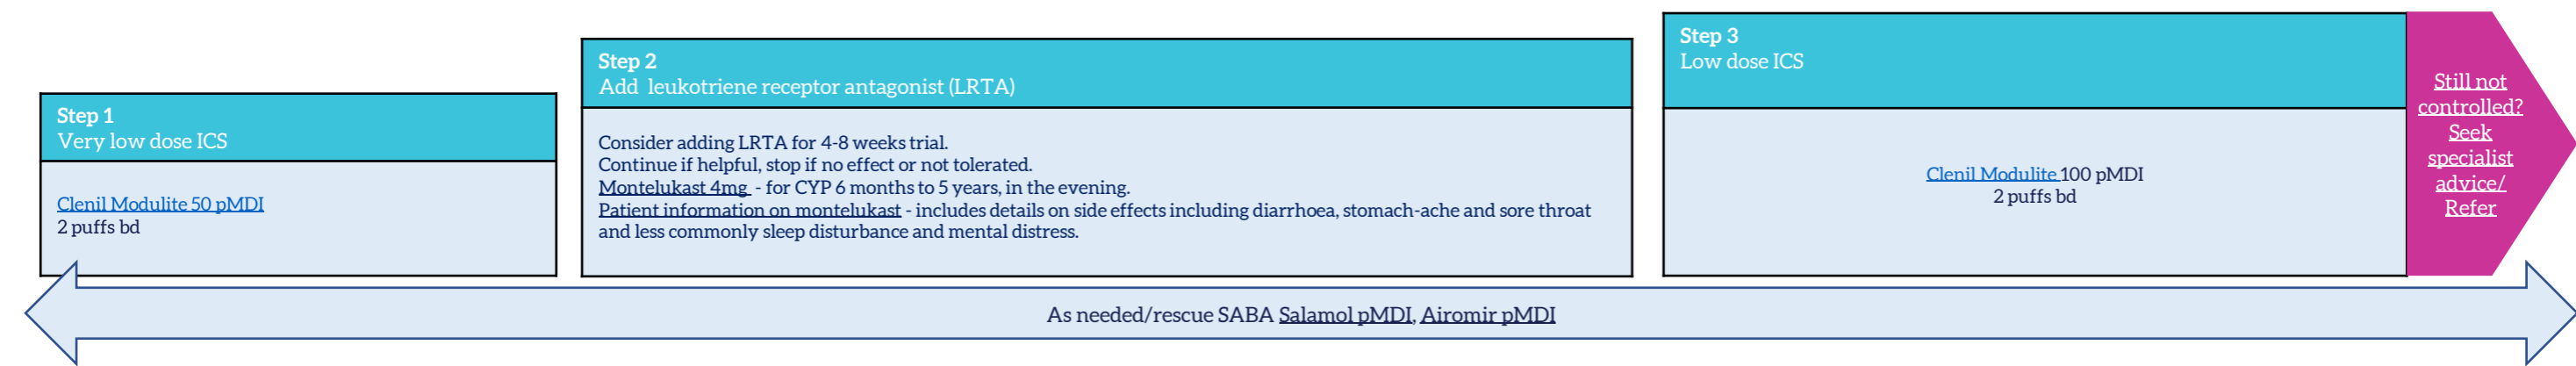 Step 1
Very low dose ICS
Clenil Modulite 50 pMDI
2 puffs bd
Step 2
Add leukotriene receptor antagonist (LRTA)
Consider adding LRTA for 4-8 weeks trial.
Continue if helpful, stop if no effect or not tolerated.
Montelukast 4mg - for CYP 6 months to 5 years, in the evening.
Patient information on montelukast - includes details on side effects including diarrhoea, stomach-ache and sore throat
and less commonly sleep disturbance and mental distress.
Step 3
Low dose ICS
Clenil Modulite 100 pMDI
2 puffs bd
Still not
controlled?
Seek
specialist
advice/
Refer
As needed/rescue SABA Salamol pMDI, Airomir pMDI